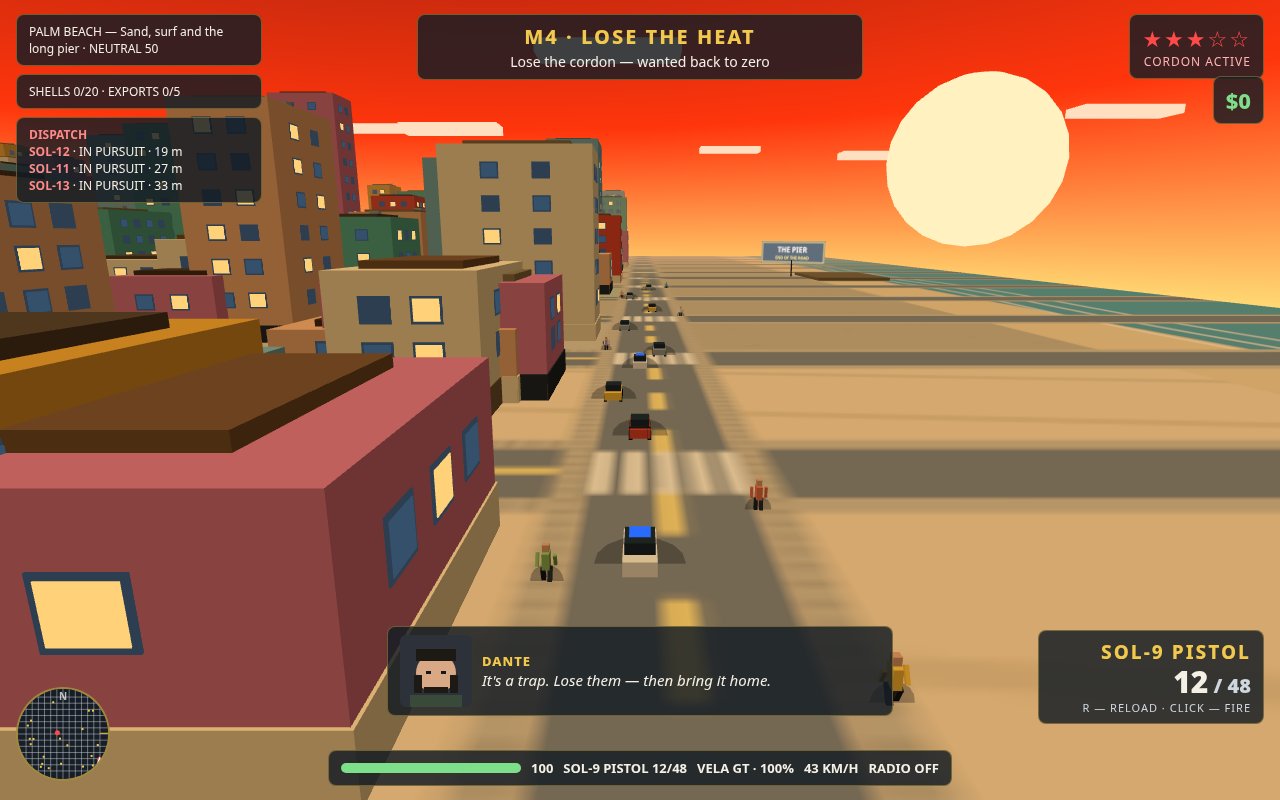 PALM BEACH — Sand, surf and the
long pier · NEUTRAL 50
SHELLS 0/20 · EXPORTS 0/5
DISPATCH
SOL-12 · IN PURSUIT · 19 m
SOL-11 · IN PURSUIT · 27 m
SOL-13 · IN PURSUIT · 33 m
M4 · LOSE THE HEAT
Lose the cordon — wanted back to zero
★★★☆☆
CORDON ACTIVE
$0
THE PIER
END OF THE ROAD
DANTE
It's a trap. Lose them — then bring it home.
SOL-9 PISTOL
12 / 48
R — RELOAD · CLICK — FIRE
N
100 SOL-9 PISTOL 12/48 VELA GT · 100% 43 KM/H RADIO OFF